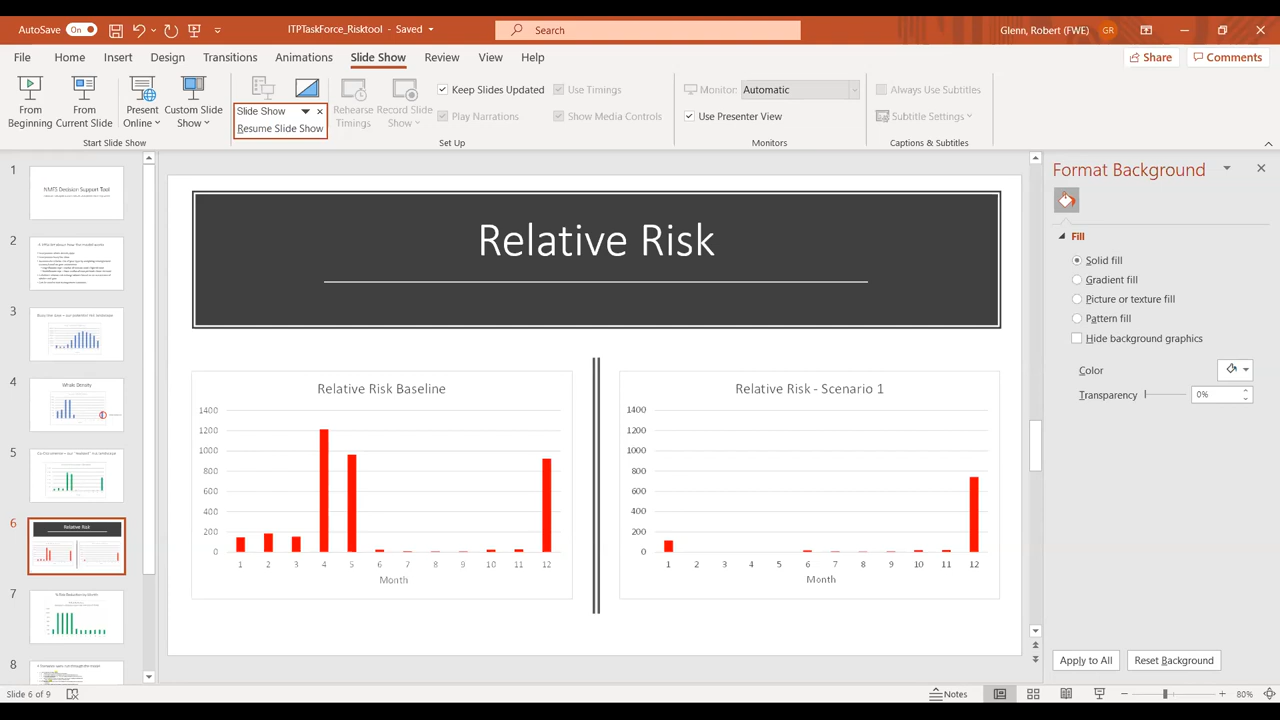 AutoSave On
ITPTaskForce_Risktool - Saved
Search
Glenn, Robert (FWE) GR
File Home Insert Design Transitions Animations Slide Show Review View Help
Share Comments
From Beginning
From Current Slide
Present Online
Custom Slide Show
Slide Show
Resume Slide Show
Rehearse Timings
Record Slide Show
Keep Slides Updated
Play Narrations
Use Timings
Show Media Controls
Monitor: Automatic
Use Presenter View
Always Use Subtitles
Subtitle Settings
Start Slide Show Set Up Monitors Captions & Subtitles
1
NMFS Decision Support Tool
2
3
4
Whale Density
5
6
Relative Risk
7
% Risk Reduction by Month
8
Relative Risk
Relative Risk Baseline
1400
1200
1000
800
600
400
200
0
1 2 3 4 5 6 7 8 9 10 11 12
Month
Relative Risk - Scenario 1
1400
1200
1000
800
600
400
200
0
1 2 3 4 5 6 7 8 9 10 11 12
Month
Format Background
Fill
Solid fill
Gradient fill
Picture or texture fill
Pattern fill
Hide background graphics
Color
Transparency 0%
Apply to All Reset Background
Slide 6 of 9
Notes
80%